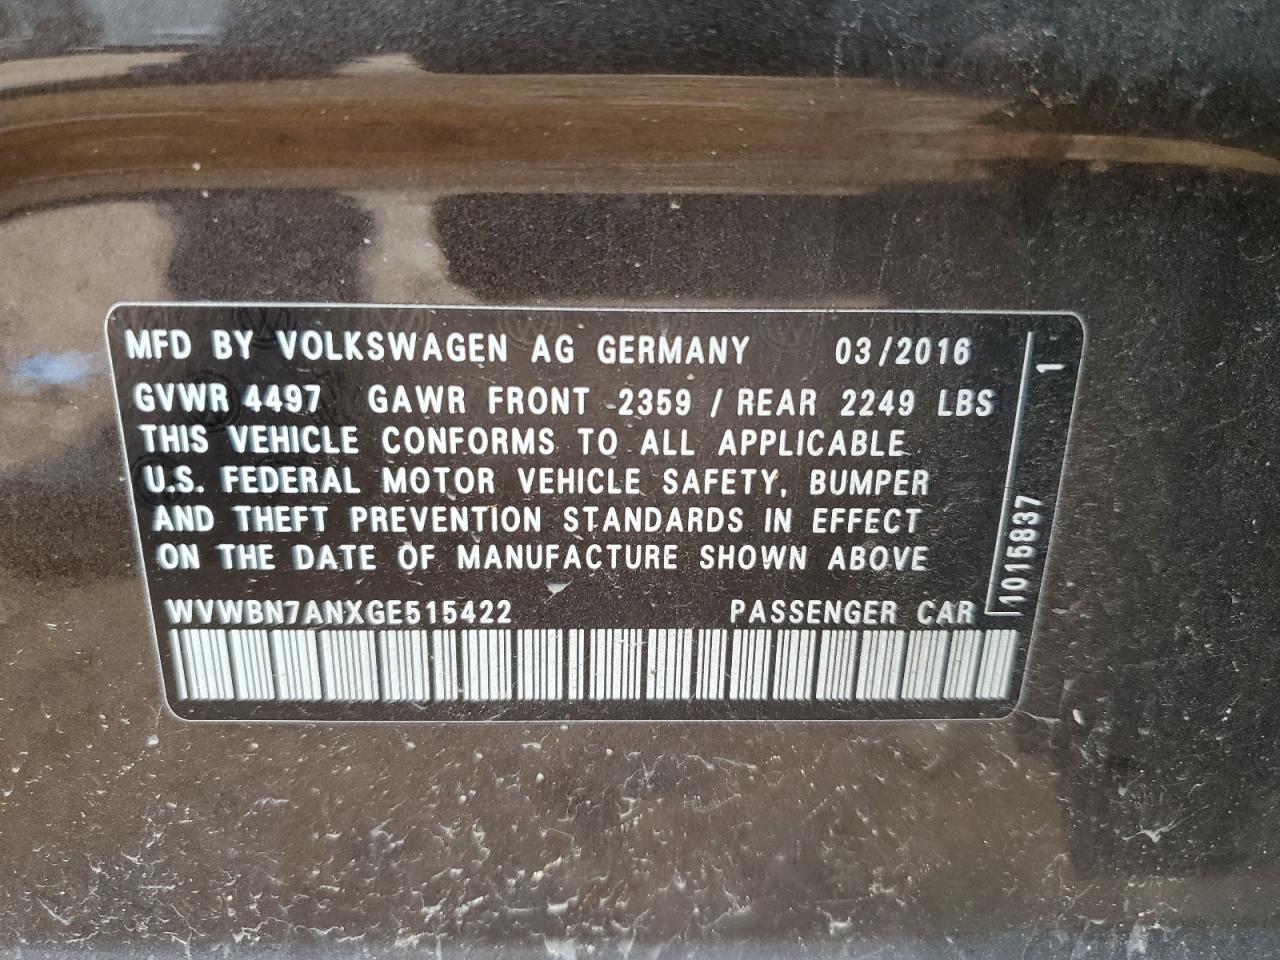 MFD BY VOLKSWAGEN AG GERMANY 03/2016
GVWR 4497 GAWR FRONT 2359 / REAR 2249 LBS
THIS VEHICLE CONFORMS TO ALL APPLICABLE
U.S. FEDERAL MOTOR VEHICLE SAFETY, BUMPER
AND THEFT PREVENTION STANDARDS IN EFFECT
ON THE DATE OF MANUFACTURE SHOWN ABOVE
WVWBN7ANXGE515422 PASSENGER CAR
1015837 1